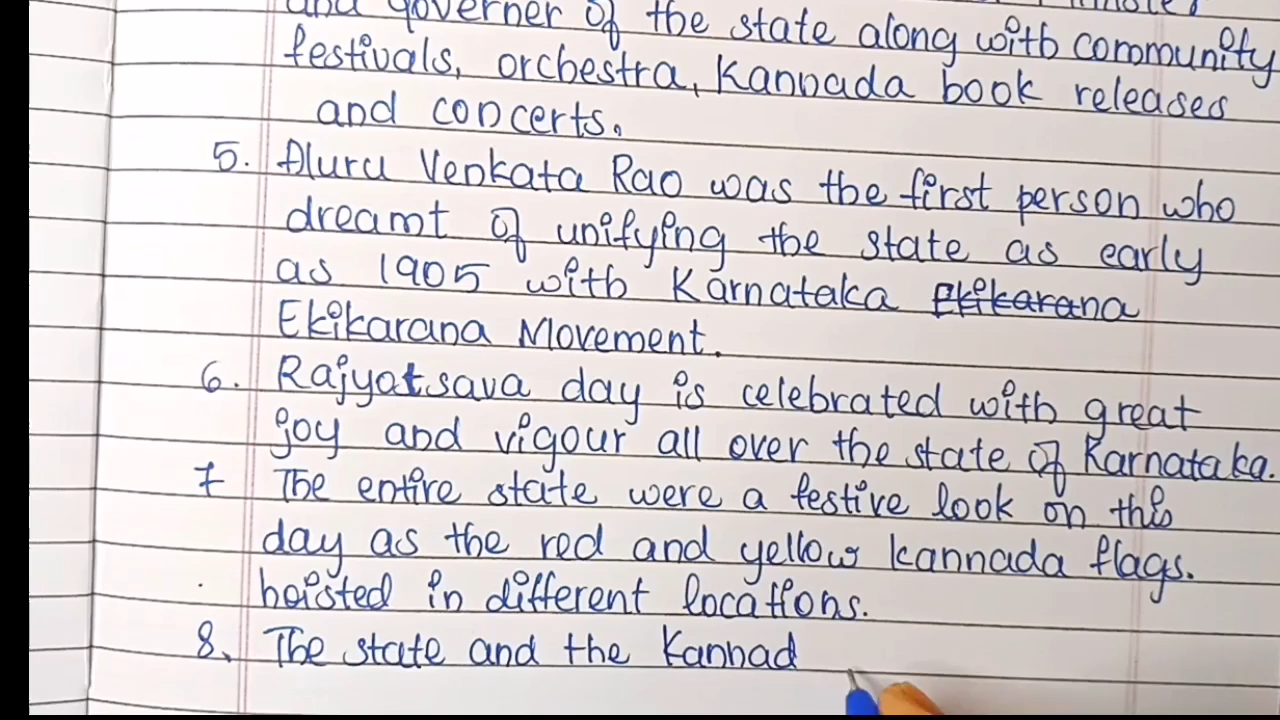 and governer of the state along with community
festivals, orchestra, Kannada book releases
and concerts.
5. Aluru Venkata Rao was the first person who
dreamt of unifying the state as early
as 1905 with Karnataka Ekikarana
Ekikarana Movement.
6. Rajyotsava day is celebrated with great
joy and vigour all over the state of Karnataka.
7 The entire state were a festive look on this
day as the red and yellow kannada flags.
hoisted in different locations.
8. The state and the Kannad